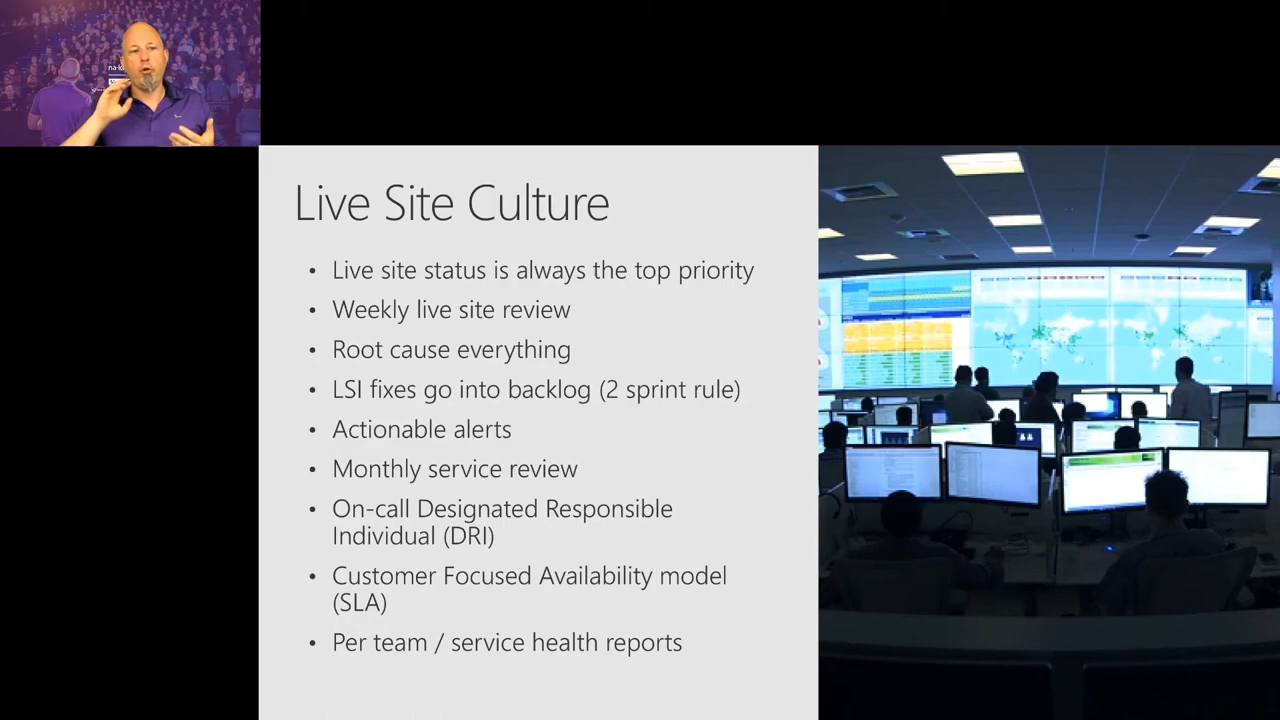 Live Site Culture
• Live site status is always the top priority
• Weekly live site review
• Root cause everything
• LSI fixes go into backlog (2 sprint rule)
• Actionable alerts
• Monthly service review
• On-call Designated Responsible
Individual (DRI)
• Customer Focused Availability model
(SLA)
• Per team / service health reports